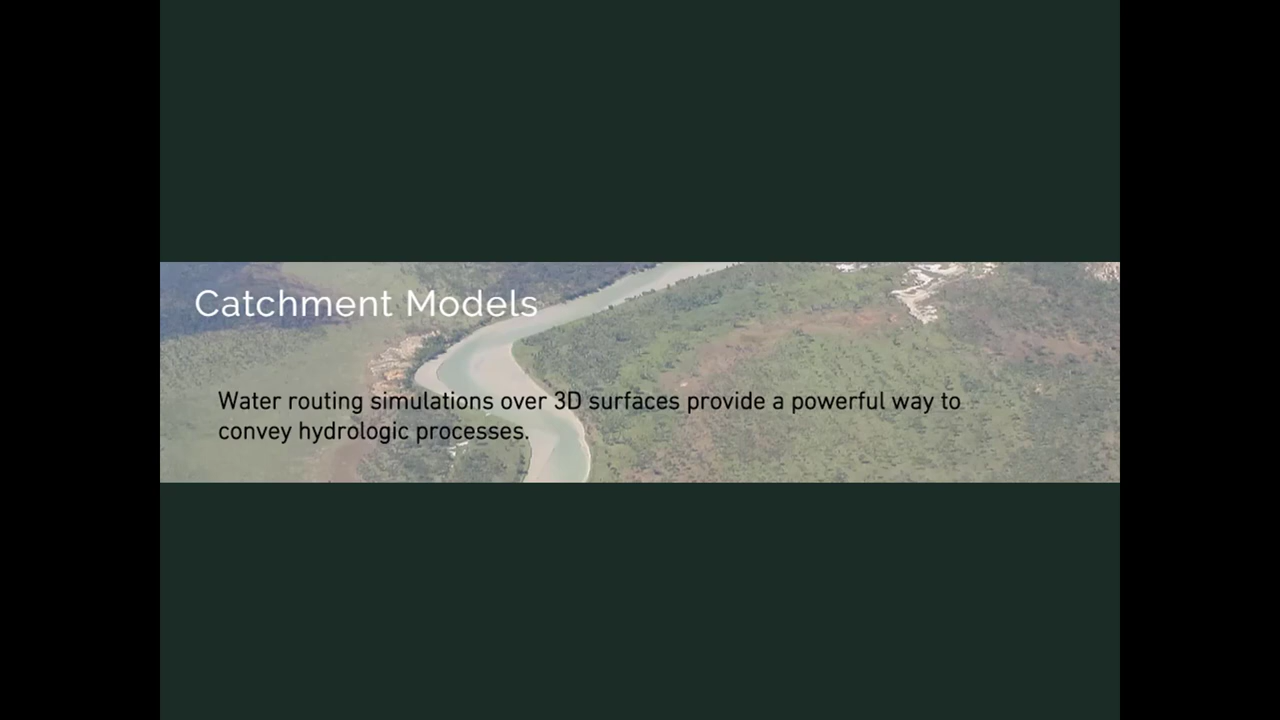 Catchment Models
Water routing simulations over 3D surfaces provide a powerful way to
convey hydrologic processes.